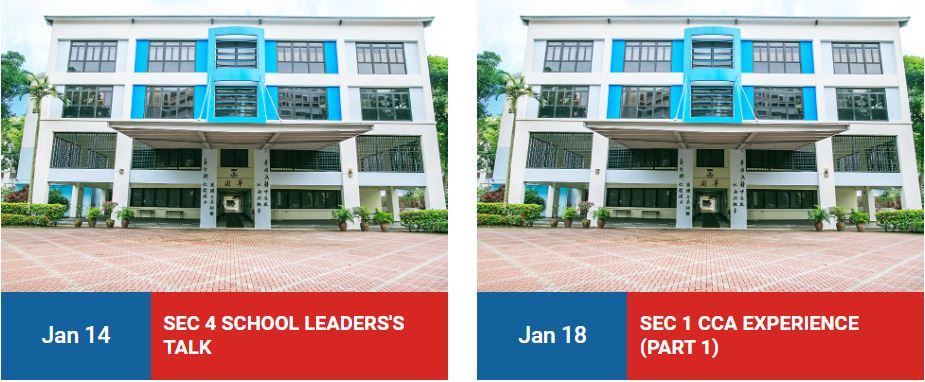 Jan 14
SEC 4 SCHOOL LEADERS'S
TALK
Jan 18
SEC 1 CCA EXPERIENCE
(PART 1)